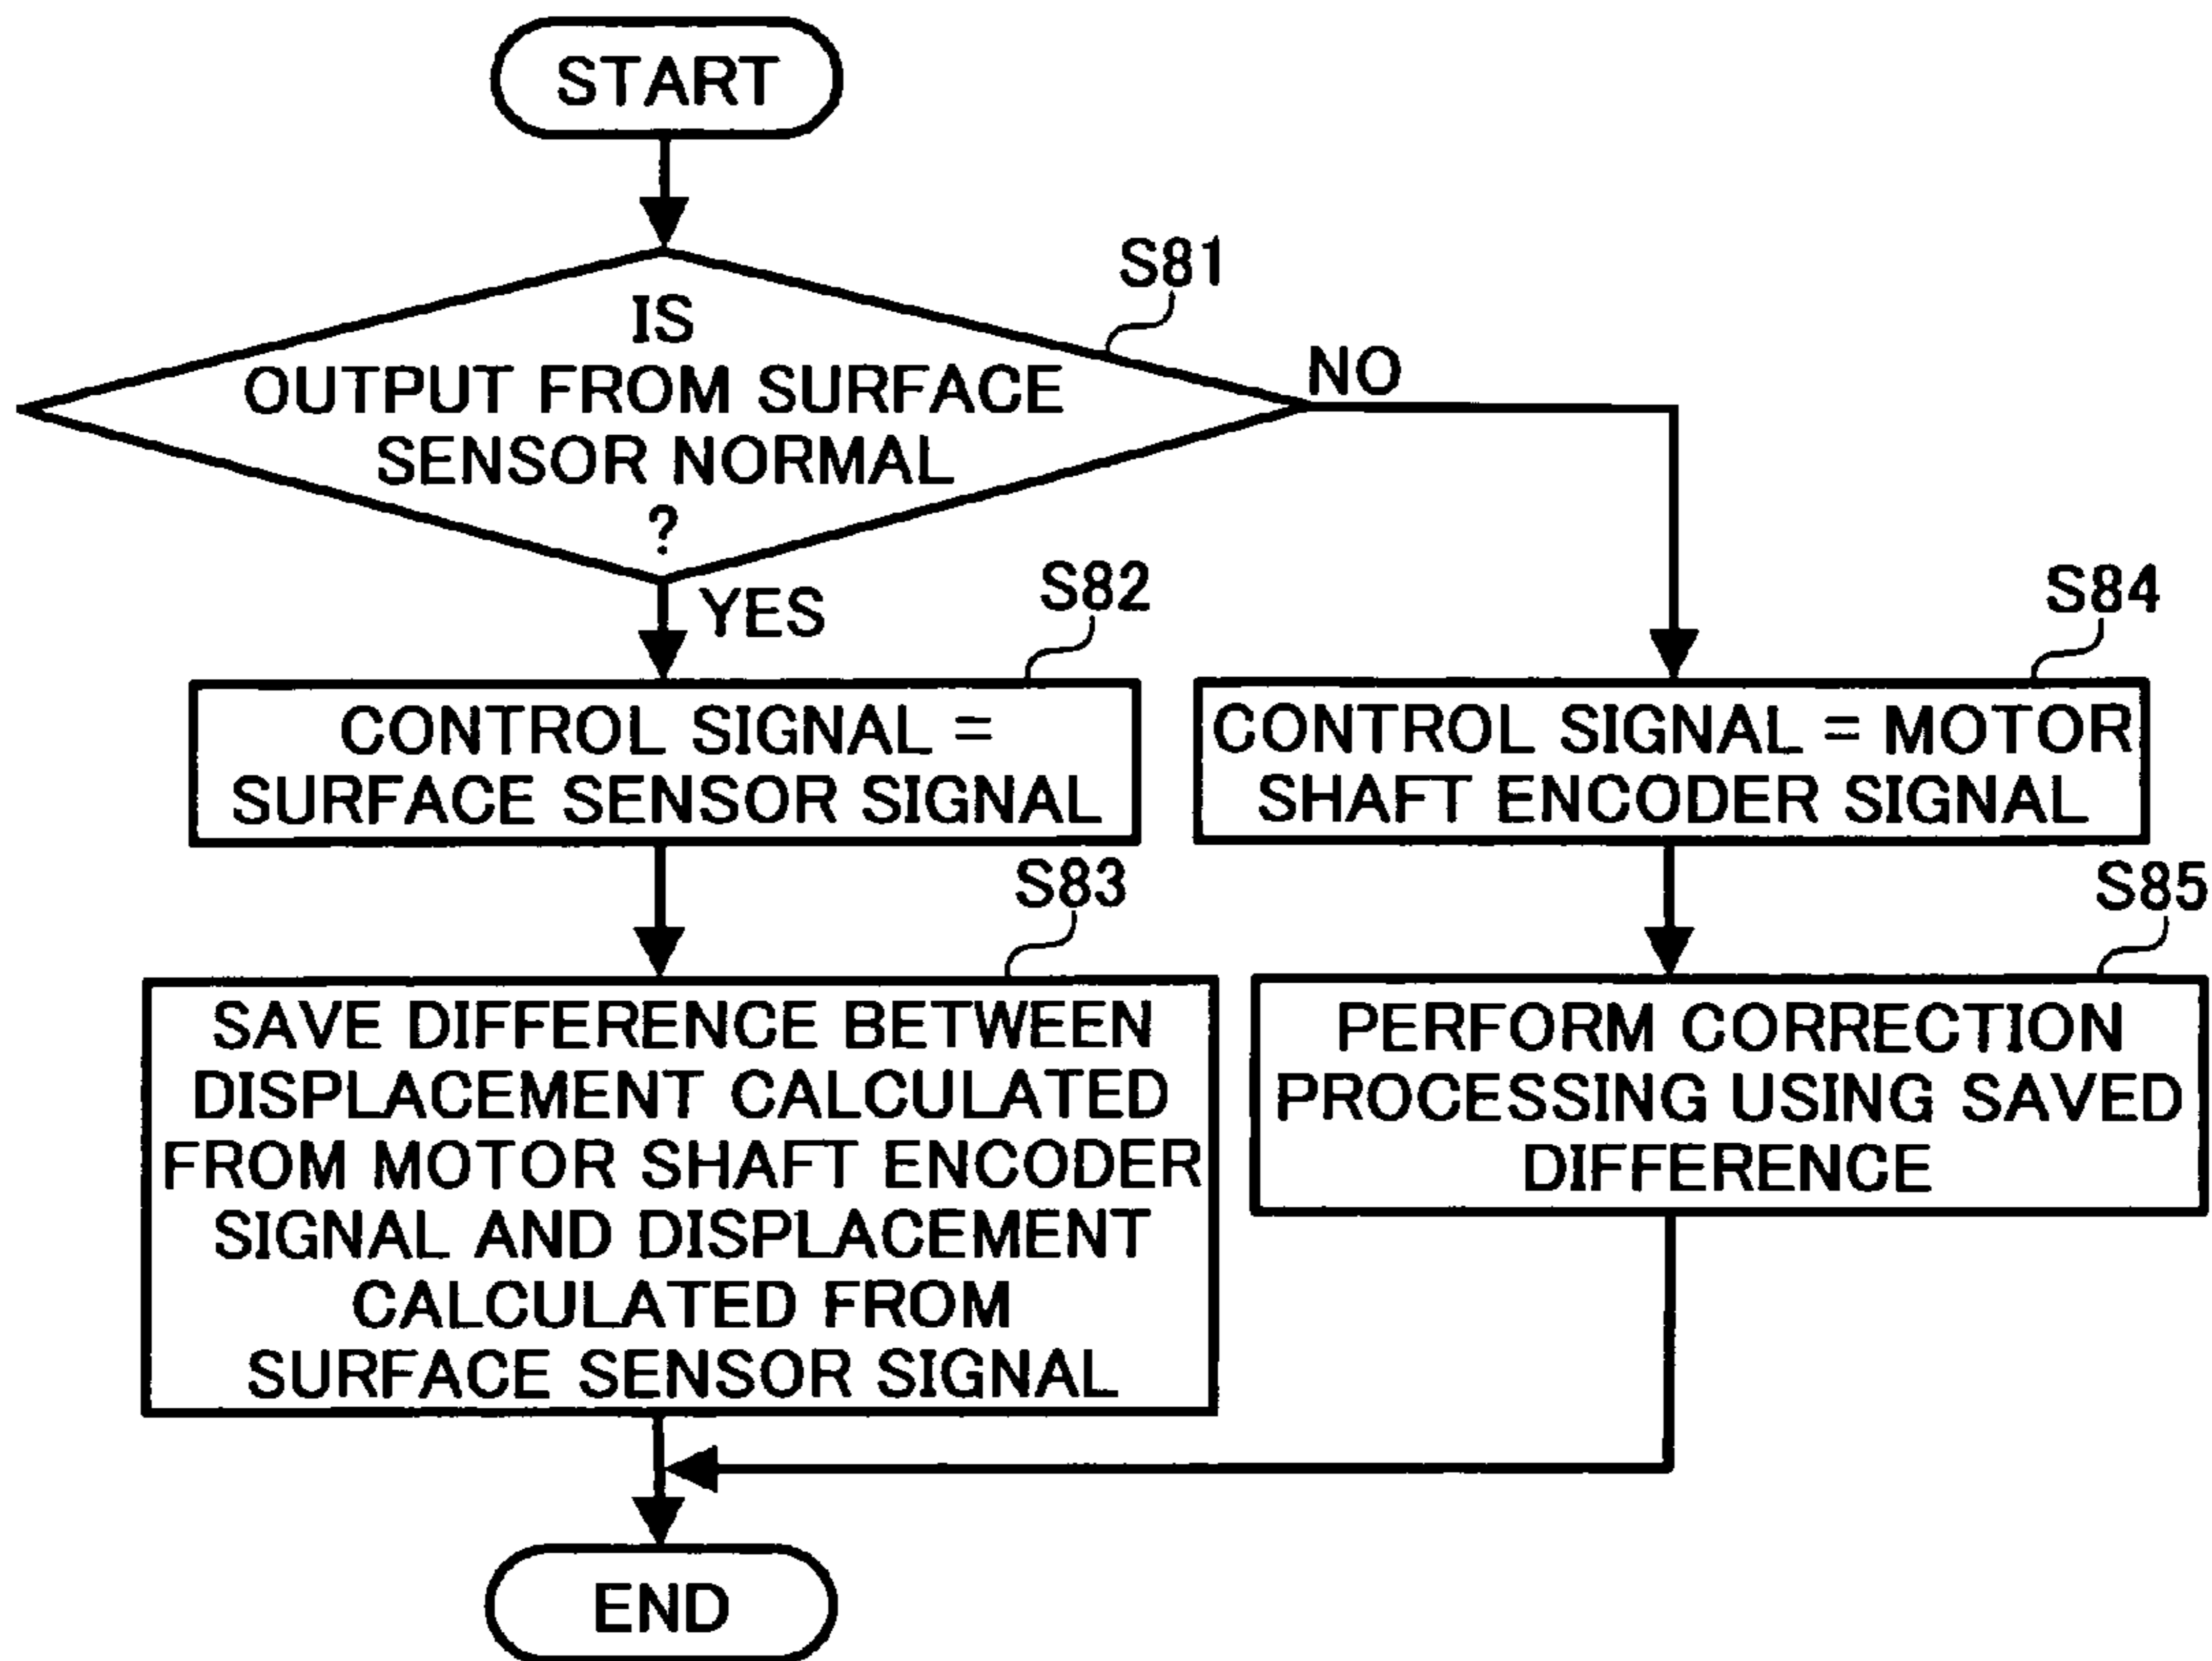 START
S81
IS
OUTPUT FROM SURFACE
SENSOR NORMAL
?
NO
YES
S82
CONTROL SIGNAL =
SURFACE SENSOR SIGNAL
S84
CONTROL SIGNAL = MOTOR
SHAFT ENCODER SIGNAL
S83
SAVE DIFFERENCE BETWEEN
DISPLACEMENT CALCULATED
FROM MOTOR SHAFT ENCODER
SIGNAL AND DISPLACEMENT
CALCULATED FROM
SURFACE SENSOR SIGNAL
S85
PERFORM CORRECTION
PROCESSING USING SAVED
DIFFERENCE
END